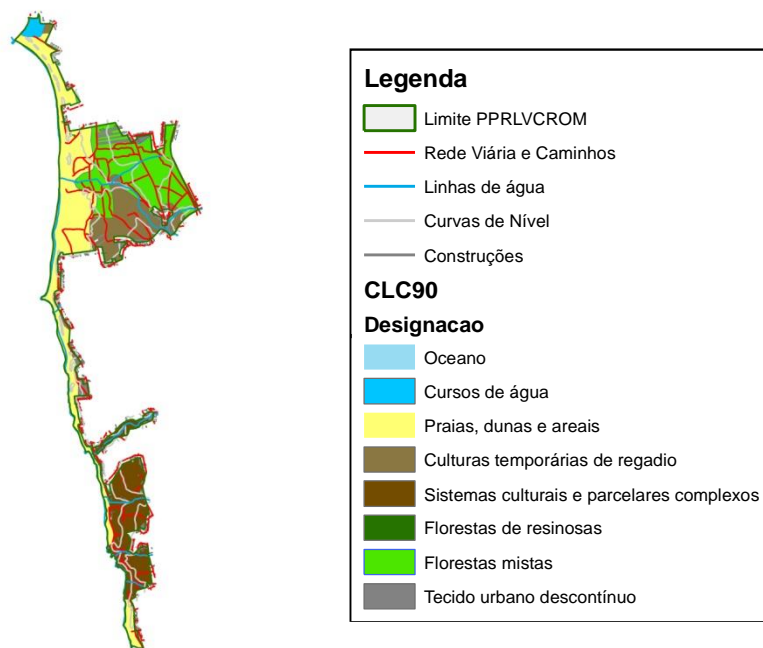 Legenda
Limite PPRLVCROM
Rede Viária e Caminhos
Linhas de água
Curvas de Nível
Construções
CLC90
Designacao
Oceano
Cursos de água
Praias, dunas e areais
Culturas temporárias de regadio
Sistemas culturais e parcelares complexos
Florestas de resinosas
Florestas mistas
Tecido urbano descontínuo